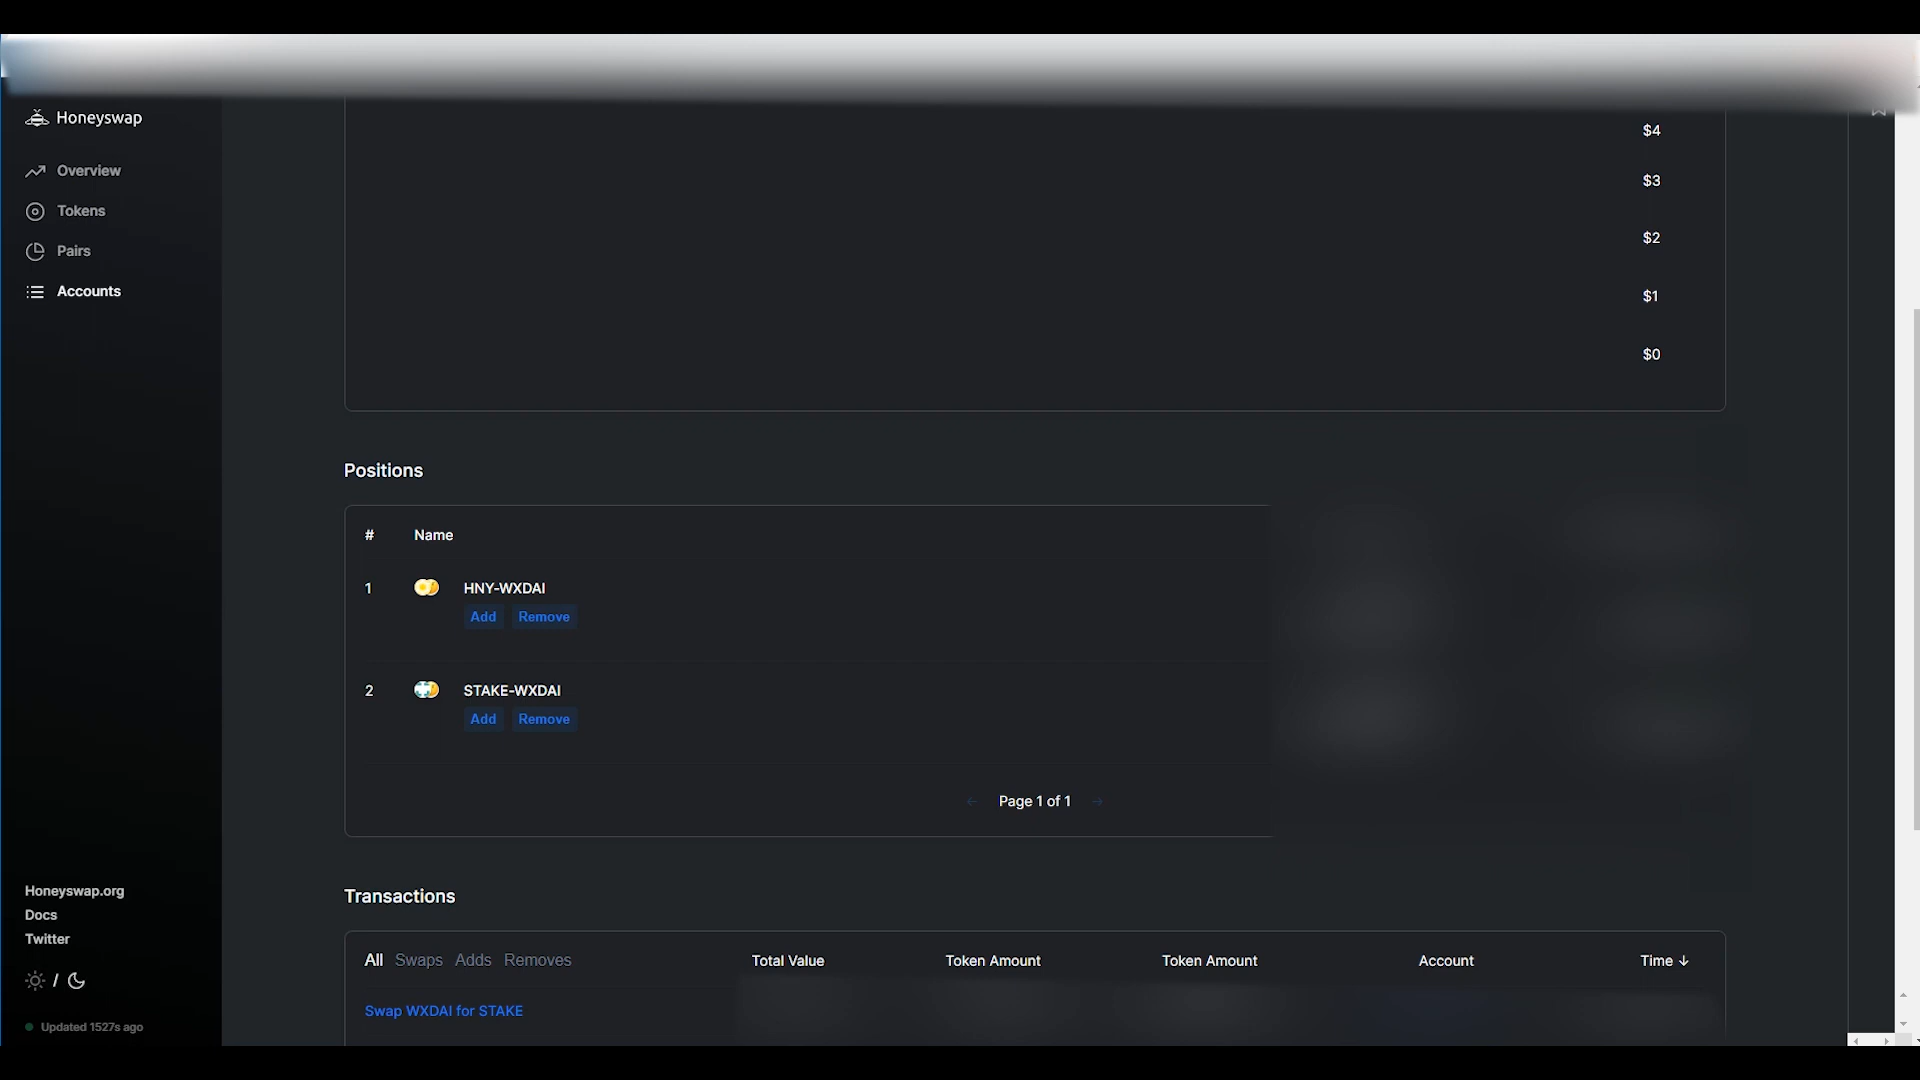 Honeyswap
Overview
Tokens
Pairs
Accounts
$4
$3
$2
$1
$0
Positions
# Name
1 HNY-WXDAI
Add Remove
2 STAKE-WXDAI
Add Remove
← Page 1 of 1 →
Transactions
All Swaps Adds Removes Total Value Token Amount Token Amount Account Time ↓
Swap WXDAI for STAKE
Honeyswap.org
Docs
Twitter
/
Updated 1527s ago